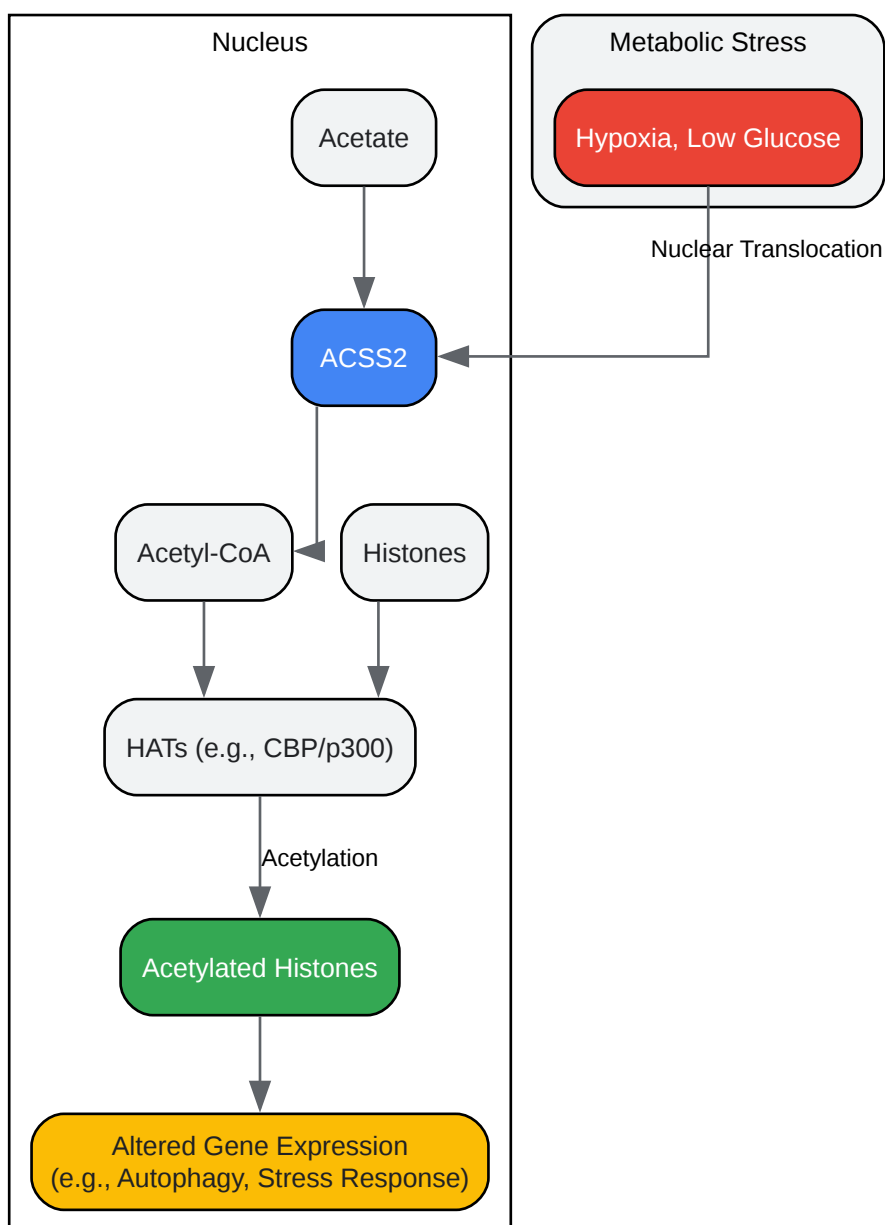 Nucleus
Metabolic Stress
Acetate
Hypoxia, Low Glucose
Nuclear Translocation
ACSS2
Acetyl-CoA
Histones
HATs (e.g., CBP/p300)
Acetylation
Acetylated Histones
Altered Gene Expression
(e.g., Autophagy, Stress Response)